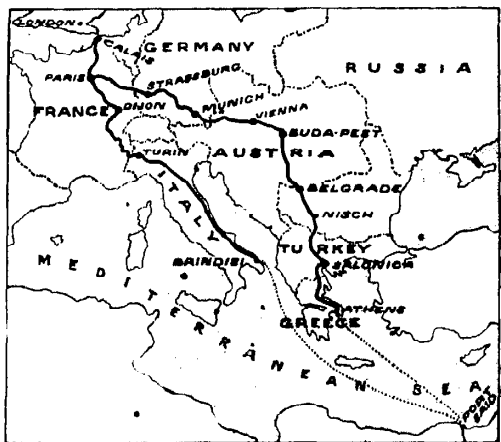 LONDON
CALAIS
GERMANY
RUSSIA
PARIS
STRASSBURG
FRANCE
DIJON
MUNICH
VIENNA
BUDA-PEST
TURIN
AUSTRIA
ITALY
BELGRADE
NISCH
TURKEY
BRINDISI
SALONICA
MEDITERRANEAN SEA
ATHENS
GREECE
PORT SAID